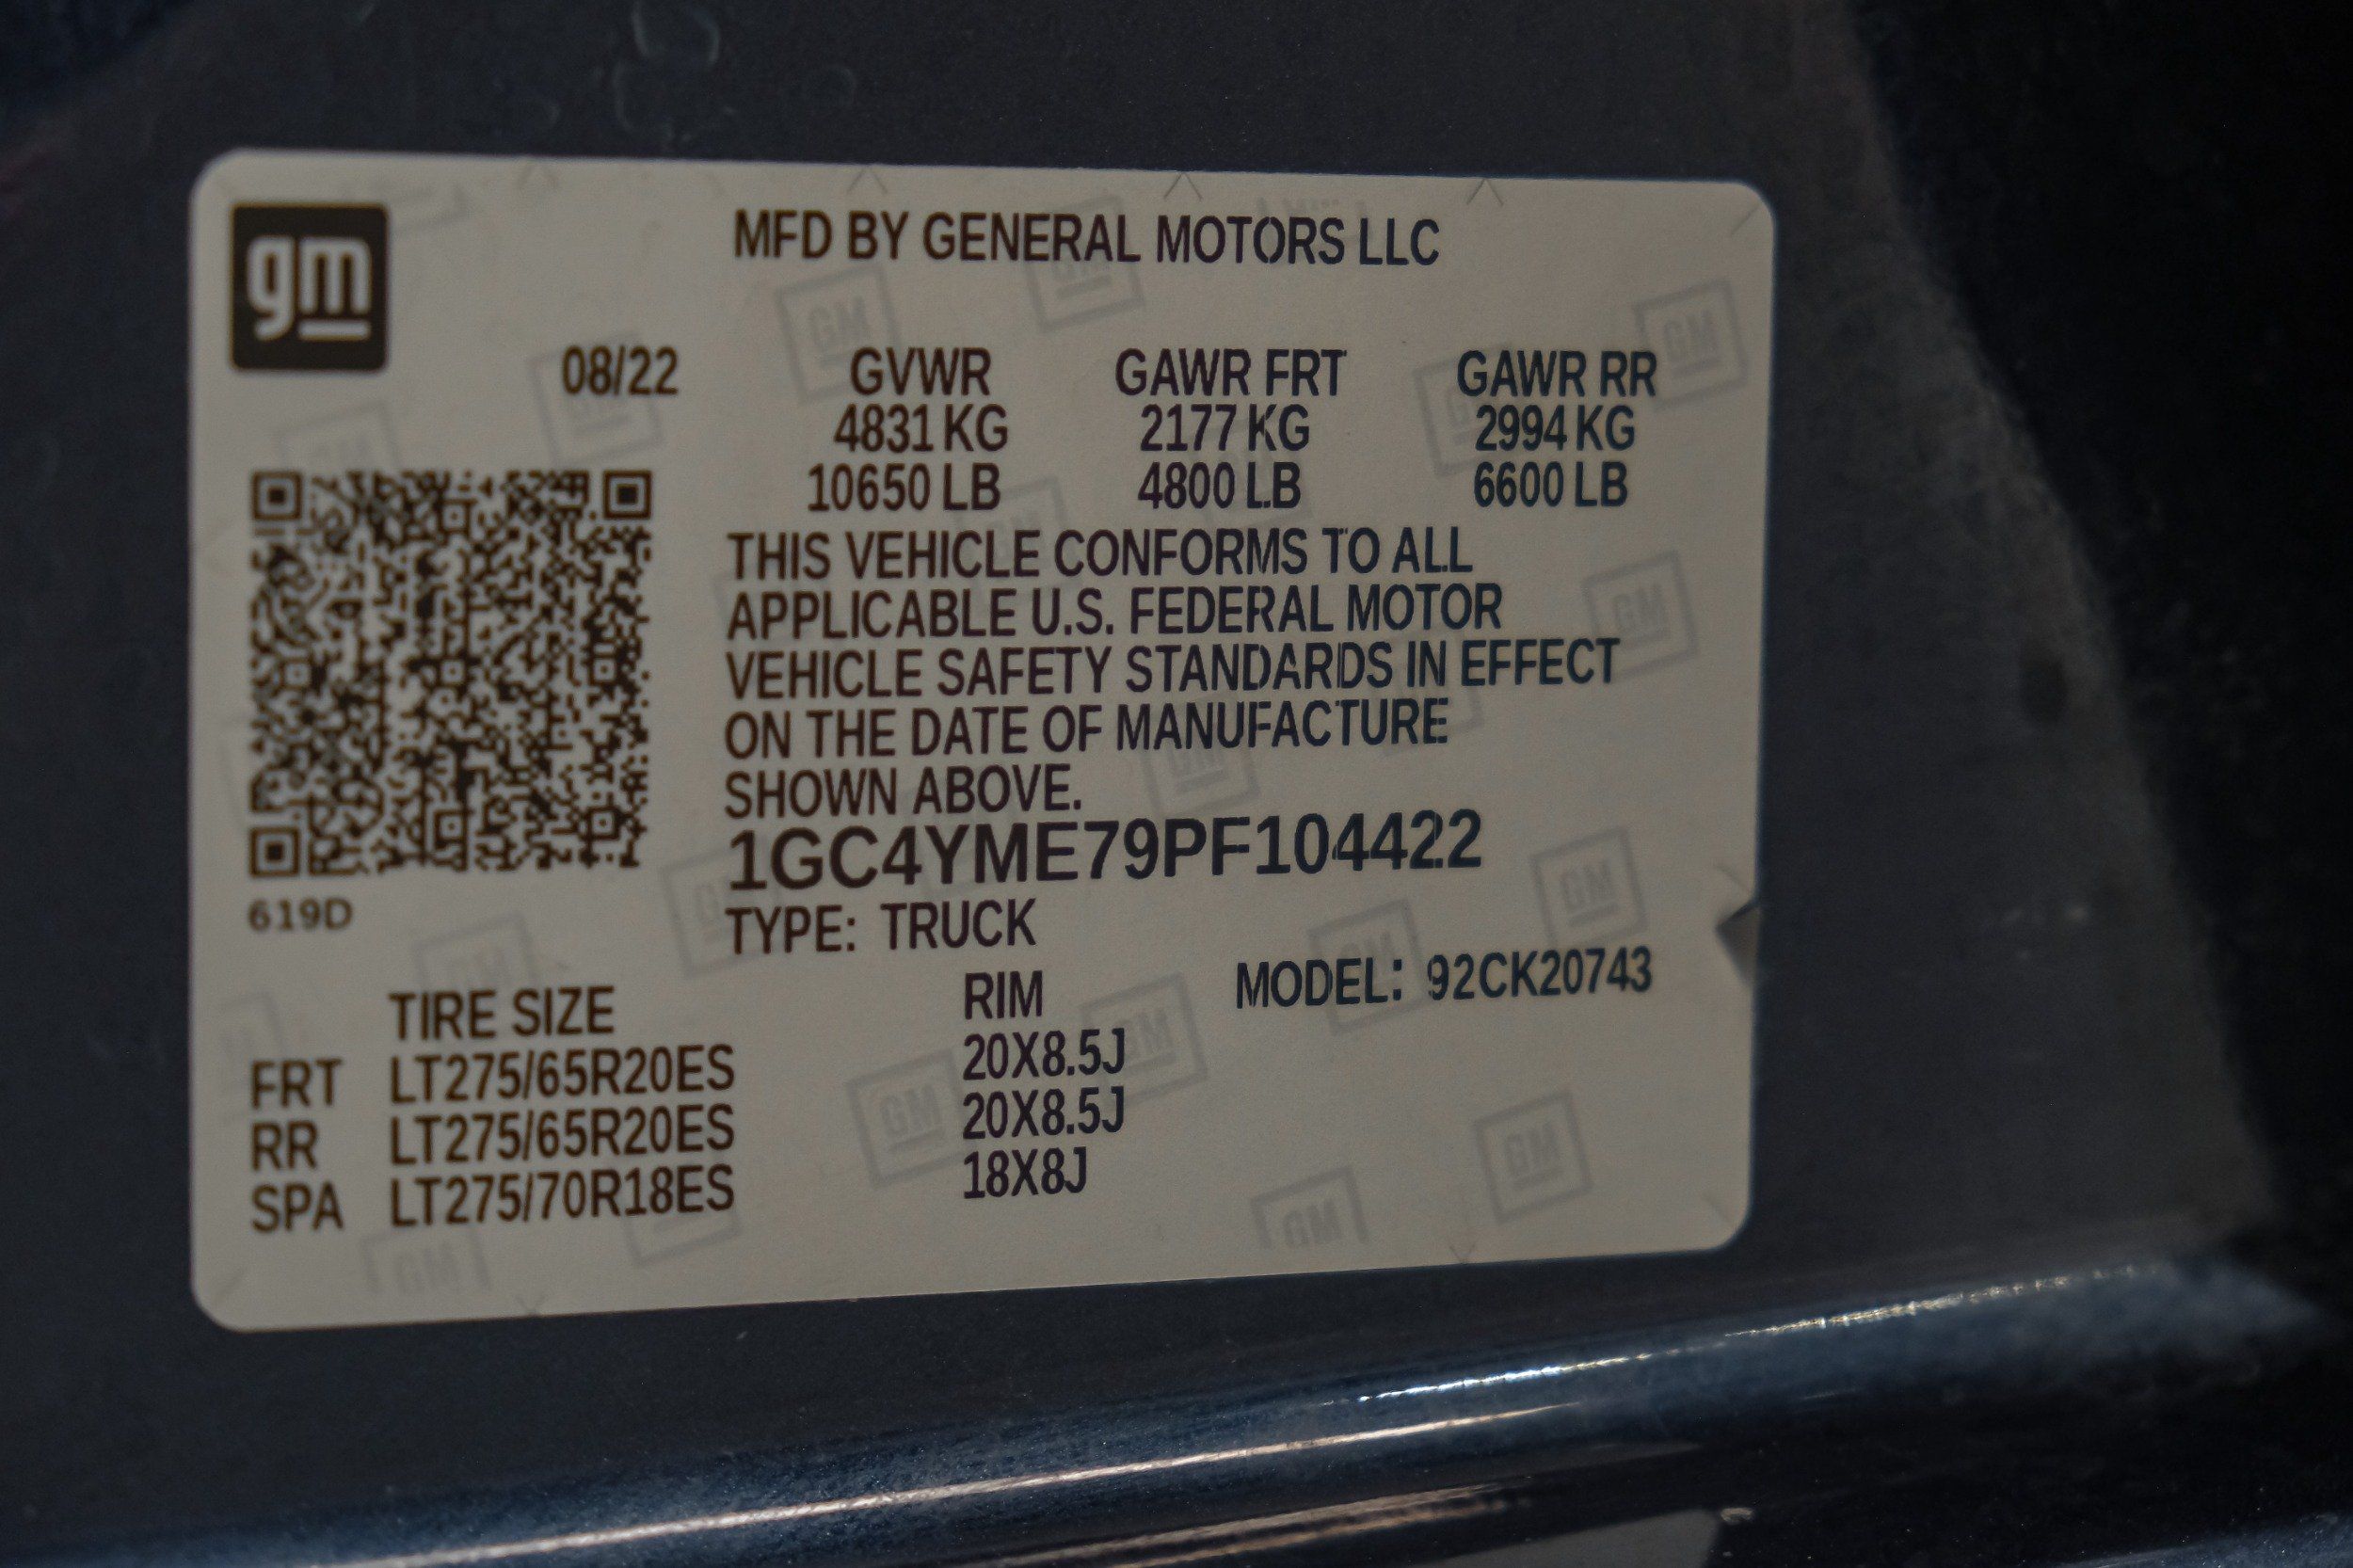 gm
MFD BY GENERAL MOTORS LLC
08/22 GVWR GAWR FRT GAWR RR
4831 KG 2177 KG 2994 KG
10650 LB 4800 LB 6600 LB
THIS VEHICLE CONFORMS TO ALL
APPLICABLE U.S. FEDERAL MOTOR
VEHICLE SAFETY STANDARDS IN EFFECT
ON THE DATE OF MANUFACTURE
SHOWN ABOVE.
1GC4YME79PF104422
619D
TYPE: TRUCK
MODEL: 92CK20743
TIRE SIZE RIM
FRT LT275/65R20ES 20X8.5J
RR LT275/65R20ES 20X8.5J
SPA LT275/70R18ES 18X8J